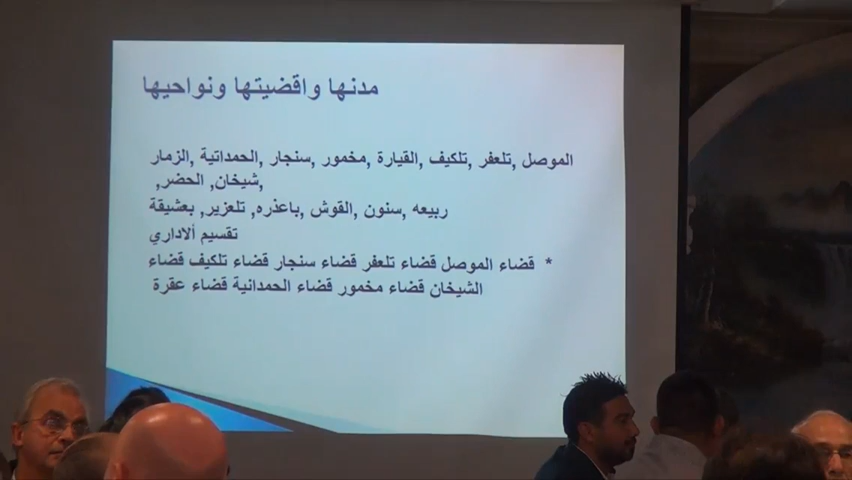 مدنها واقضيتها ونواحيها
الموصل ,تلعفر ,تلكيف ,القيارة ,مخمور ,سنجار ,الحمداتية ,الزمار
,شيخان, الحضر,
ربيعه ,سنون ,القوش ,باعذره, تلعزير, بعشيقة
تقسيم ألاداري
* قضاء الموصل قضاء تلعفر قضاء سنجار قضاء تلكيف قضاء
الشيخان قضاء مخمور قضاء الحمدانية قضاء عقرة